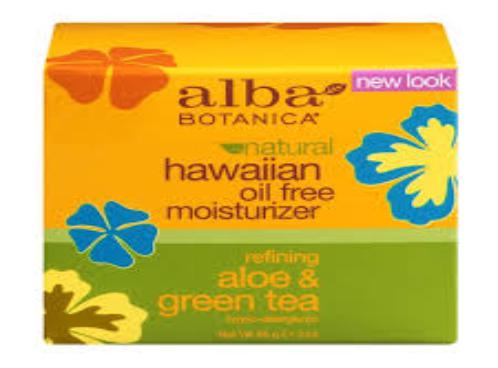 new look
alba
BOTANICA
natural
hawaiian
oil free
moisturizer
refining
aloe &
green tea